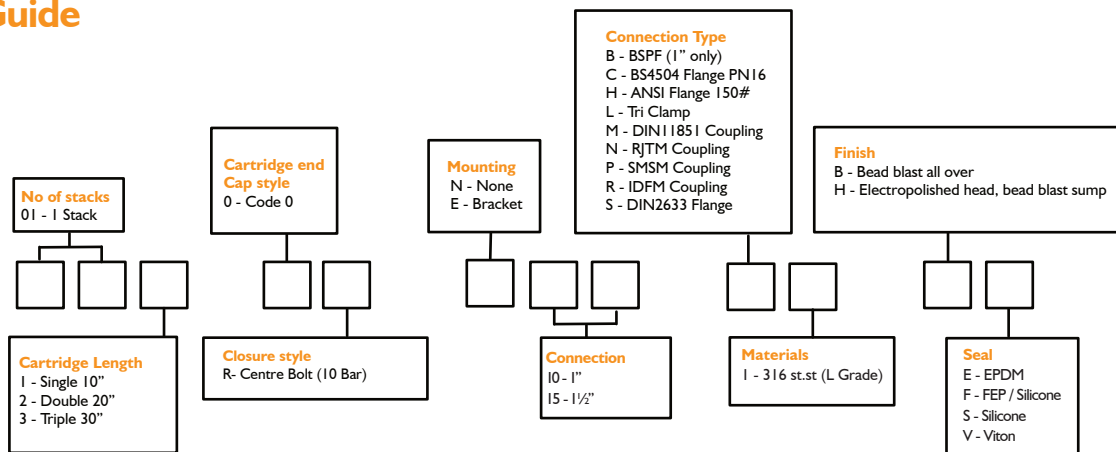 Guide
Connection Type
B - BSPF (1” only)
C - BS4504 Flange PN16
H - ANSI Flange 150#
L - Tri Clamp
M - DIN11851 Coupling
N - RJTM Coupling
P - SMSM Coupling
R - IDFM Coupling
S - DIN2633 Flange
Cartridge end
Cap style
0 - Code 0
Mounting
N - None
E - Bracket
Finish
B - Bead blast all over
H - Electropolished head, bead blast sump
No of stacks
01 - 1 Stack
Cartridge Length
1 - Single 10”
2 - Double 20”
3 - Triple 30”
Closure style
R- Centre Bolt (10 Bar)
Connection
10 - 1”
15 - 1½”
Materials
1 - 316 st.st (L Grade)
Seal
E - EPDM
F - FEP / Silicone
S - Silicone
V - Viton